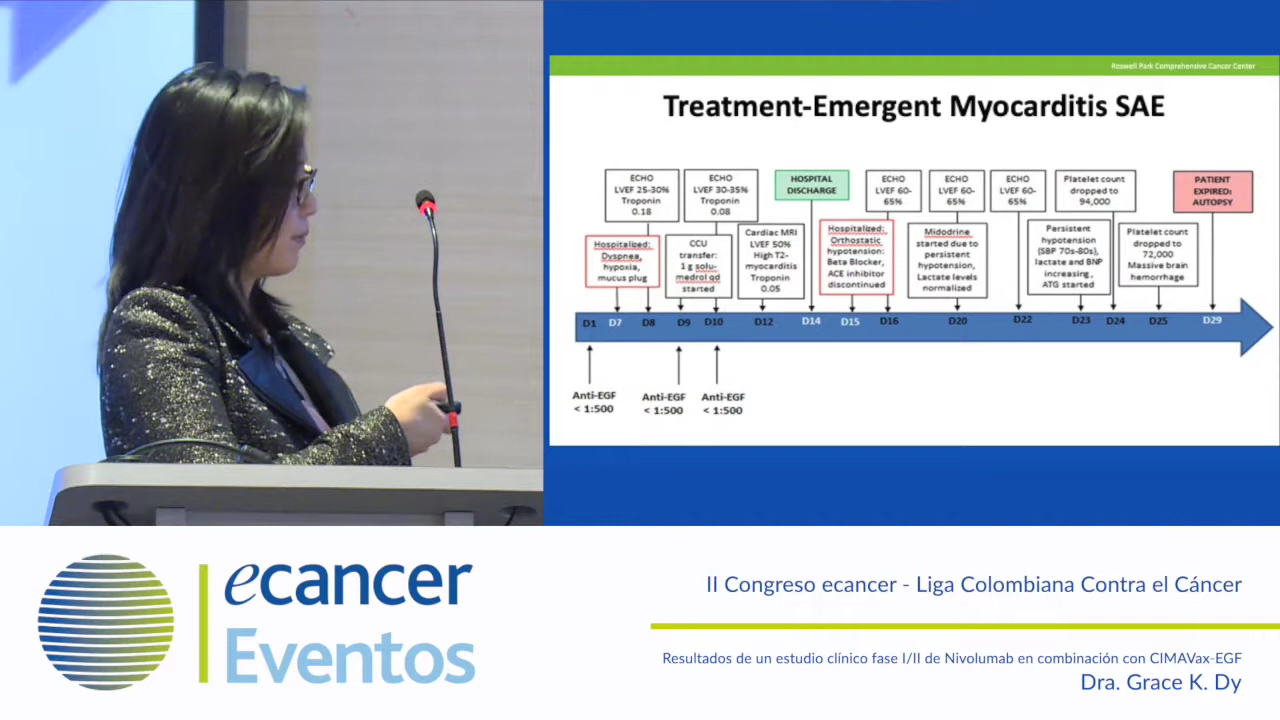 Roswell Park Comprehensive Cancer Center
Treatment-Emergent Myocarditis SAE
ECHO
LVEF 25-30%
Troponin
0.18
ECHO
LVEF 30-35%
Troponin
0.08
HOSPITAL
DISCHARGE
ECHO
LVEF 60-
65%
ECHO
LVEF 60-
65%
ECHO
LVEF 60-
65%
Platelet count
dropped to
94,000
PATIENT
EXPIRED:
AUTOPSY
Hospitalized:
Dyspnea,
hypoxia,
mucus plug
CCU
transfer:
1 g solu-
medrol qd
started
Cardiac MRI
LVEF 50%
High T2-
myocarditis
Troponin
0.05
Hospitalized:
Orthostatic
hypotension:
Beta Blocker,
ACE inhibitor
discontinued
Midodrine
started due to
persistent
hypotension,
Lactate levels
normalized
Persistent
hypotension
(SBP 70s-80s),
lactate and BNP
increasing,
ATG started
Platelet count
dropped to
72,000
Massive brain
hemorrhage
D1 D7 D8 D9 D10 D12 D14 D15 D16 D20 D22 D23 D24 D25 D29
Anti-EGF
< 1:500
Anti-EGF
< 1:500
Anti-EGF
< 1:500
ecancer
Eventos
II Congreso ecancer - Liga Colombiana Contra el Cáncer
Resultados de un estudio clínico fase I/II de Nivolumab en combinación con CIMAVax-EGF
Dra. Grace K. Dy